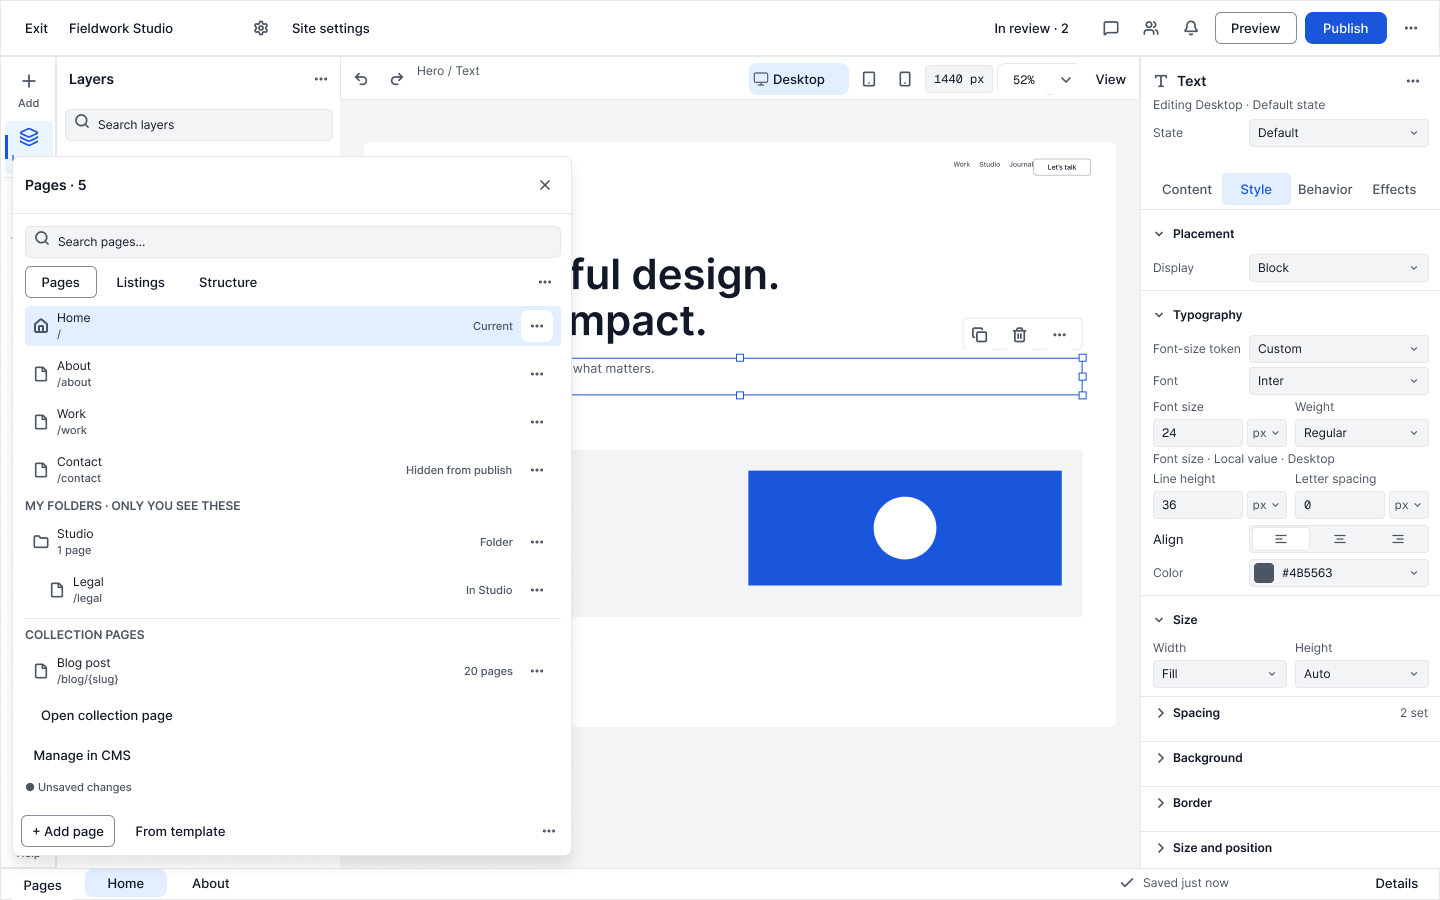 Exit Fieldwork Studio Site settings In review · 2 Preview Publish
Add
Layers
Search layers
Hero / Text
Desktop 1440 px 52% View
Work Studio Journal Let's talk
ful design.
mpact.
what matters.
Pages · 5
Search pages...
Pages Listings Structure
Home
/
Current
About
/about
Work
/work
Contact
/contact
Hidden from publish
MY FOLDERS · ONLY YOU SEE THESE
Studio
1 page
Folder
Legal
/legal
In Studio
COLLECTION PAGES
Blog post
/blog/{slug}
20 pages
Open collection page
Manage in CMS
Unsaved changes
+ Add page From template
Text
Editing Desktop · Default state
State Default
Content Style Behavior Effects
Placement
Display Block
Typography
Font-size token Custom
Font Inter
Font size Weight
24 px Regular
Font size · Local value · Desktop
Line height Letter spacing
36 px 0 px
Align
Color #4B5563
Size
Width Height
Fill Auto
Spacing 2 set
Background
Border
Size and position
Pages Home About Saved just now Details